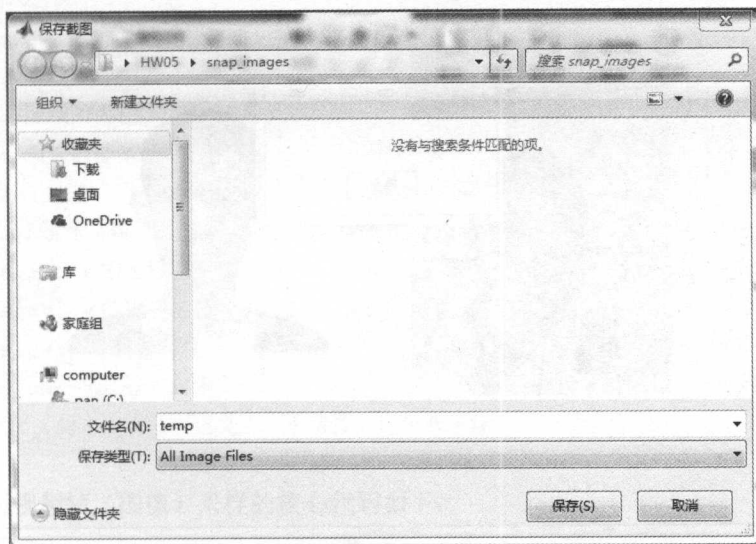 保存截图
HW05 ▸ snap_images
搜索 snap_images
组织 ▼ 新建文件夹
收藏夹
下载
桌面
OneDrive
库
家庭组
computer
pan (C:)
没有与搜索条件匹配的项。
文件名(N): temp
保存类型(T): All Image Files
隐藏文件夹
保存(S)
取消